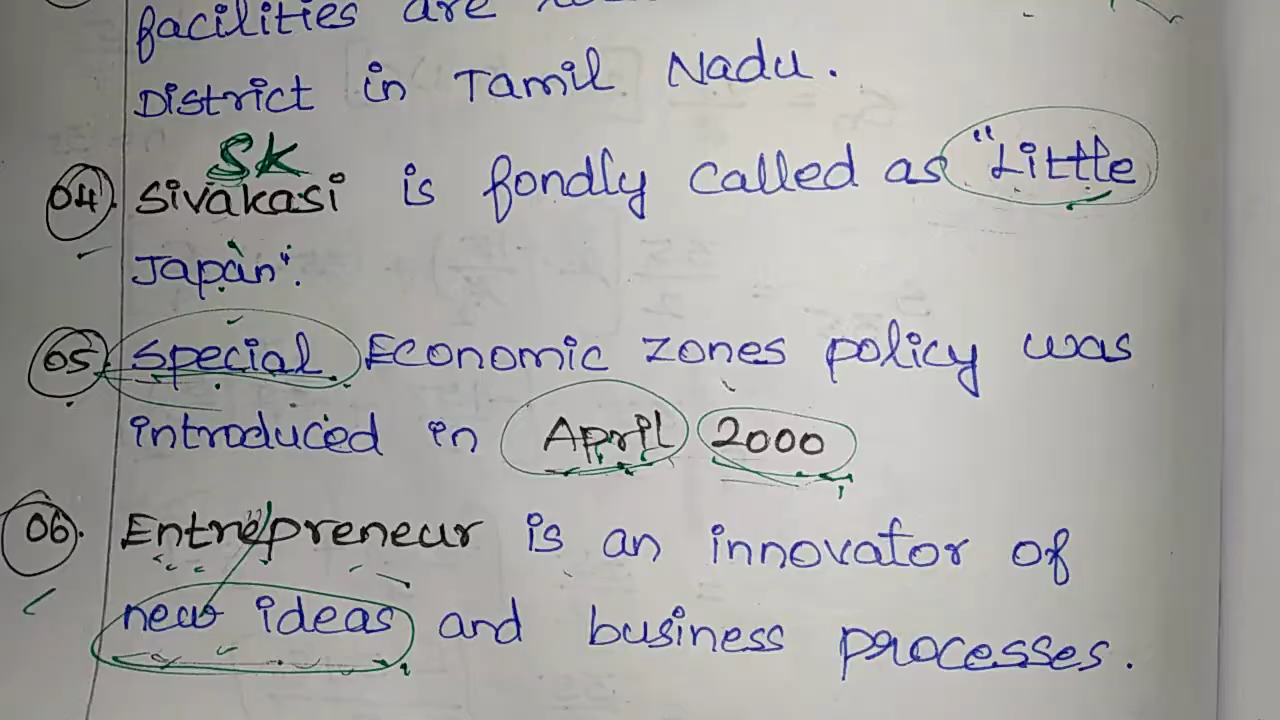 facilities are
District in Tamil Nadu.
SK
04. Sivakasi is fondly called as "Little
Japan".
05. Special Economic zones policy was
introduced in April 2000
06. Entrepreneur is an innovator of
new ideas and business processes.